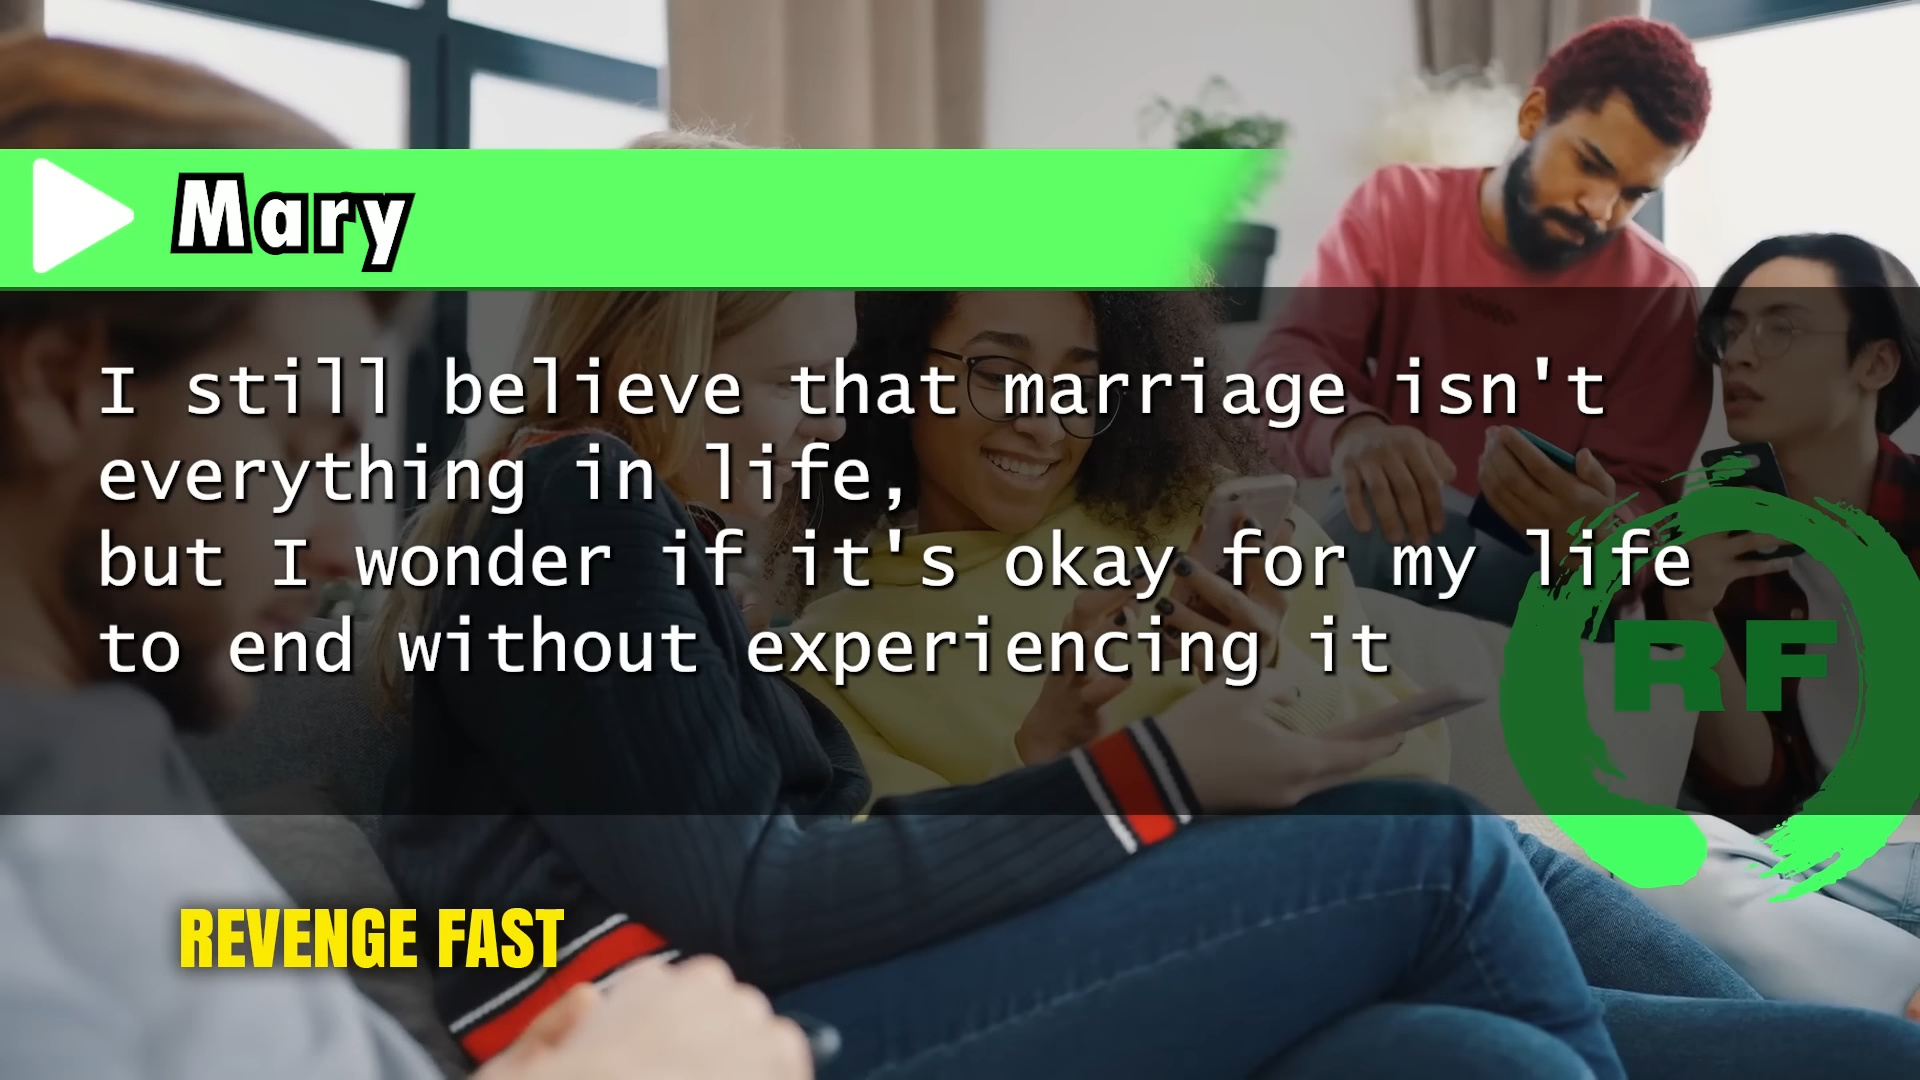 Mary
I still believe that marriage isn't
everything in life,
but I wonder if it's okay for my life
to end without experiencing it
RF
REVENGE FAST